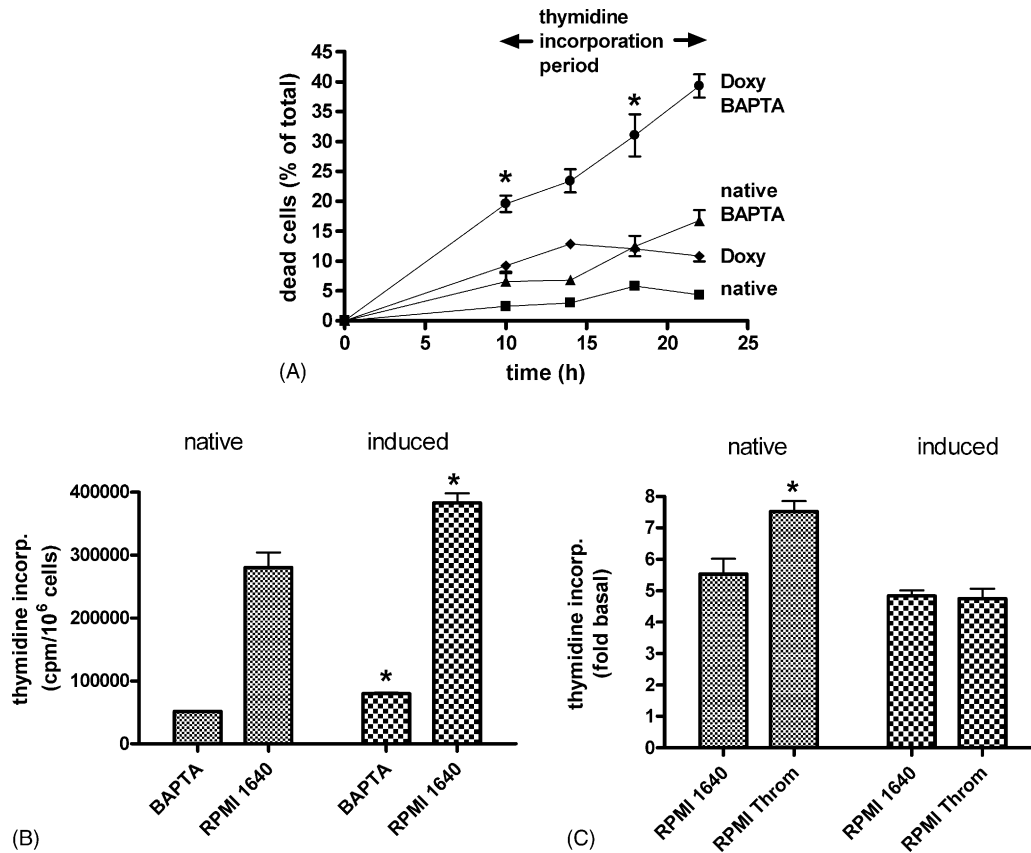 thymidine
incorporation
period
45
40
35
30
25
20
15
10
5
0
dead cells (% of total)
*
*
Doxy
BAPTA
native
BAPTA
Doxy
native
0 5 10 15 20 25
time (h)
(A)
native induced
400000
300000
200000
100000
0
thymidine incorp.
(cpm/10⁶ cells)
*
*
BAPTA RPMI 1640 BAPTA RPMI 1640
(B)
native induced
8
7
6
5
4
3
2
1
0
thymidine incorp.
(fold basal)
*
RPMI 1640 RPMI Throm RPMI 1640 RPMI Throm
(C)